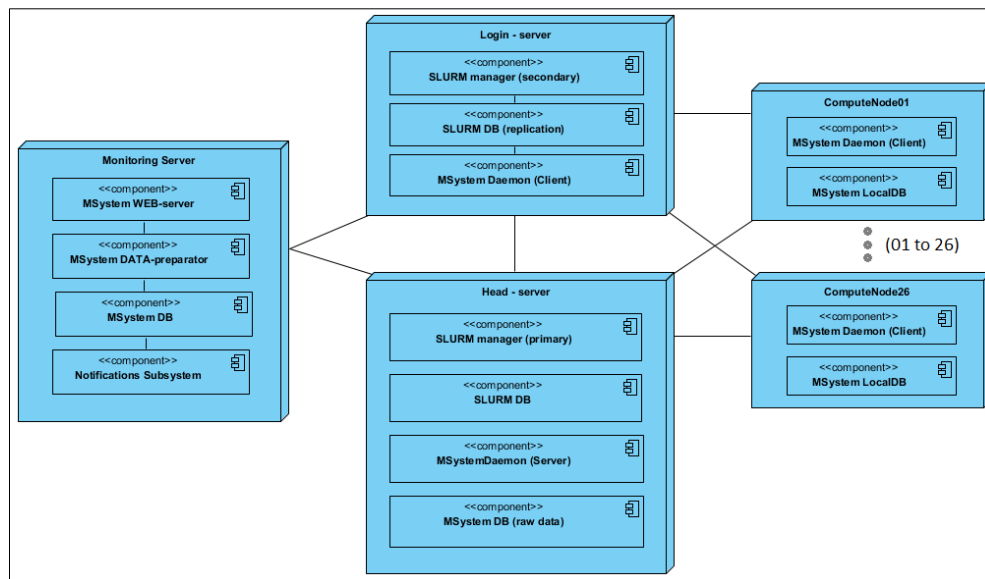 Login - server
<<component>>
SLURM manager (secondary)
<<component>>
SLURM DB (replication)
<<component>>
MSystem Daemon (Client)
Monitoring Server
<<component>>
MSystem WEB-server
<<component>>
MSystem DATA-preparator
<<component>>
MSystem DB
<<component>>
Notifications Subsystem
Head - server
<<component>>
SLURM manager (primary)
<<component>>
SLURM DB
<<component>>
MSystemDaemon (Server)
<<component>>
MSystem DB (raw data)
ComputeNode01
<<component>>
MSystem Daemon (Client)
<<component>>
MSystem LocalDB
(01 to 26)
ComputeNode26
<<component>>
MSystem Daemon (Client)
<<component>>
MSystem LocalDB